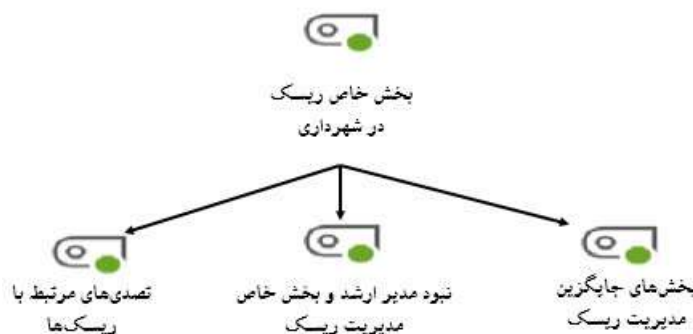 بخش خاص ریسک
در شهرداری
بخش‌های جایگزین
مدیریت ریسک
نبود مدیر ارشد و بخش خاص
مدیریت ریسک
تصدی‌های مرتبط با
ریسک‌ها